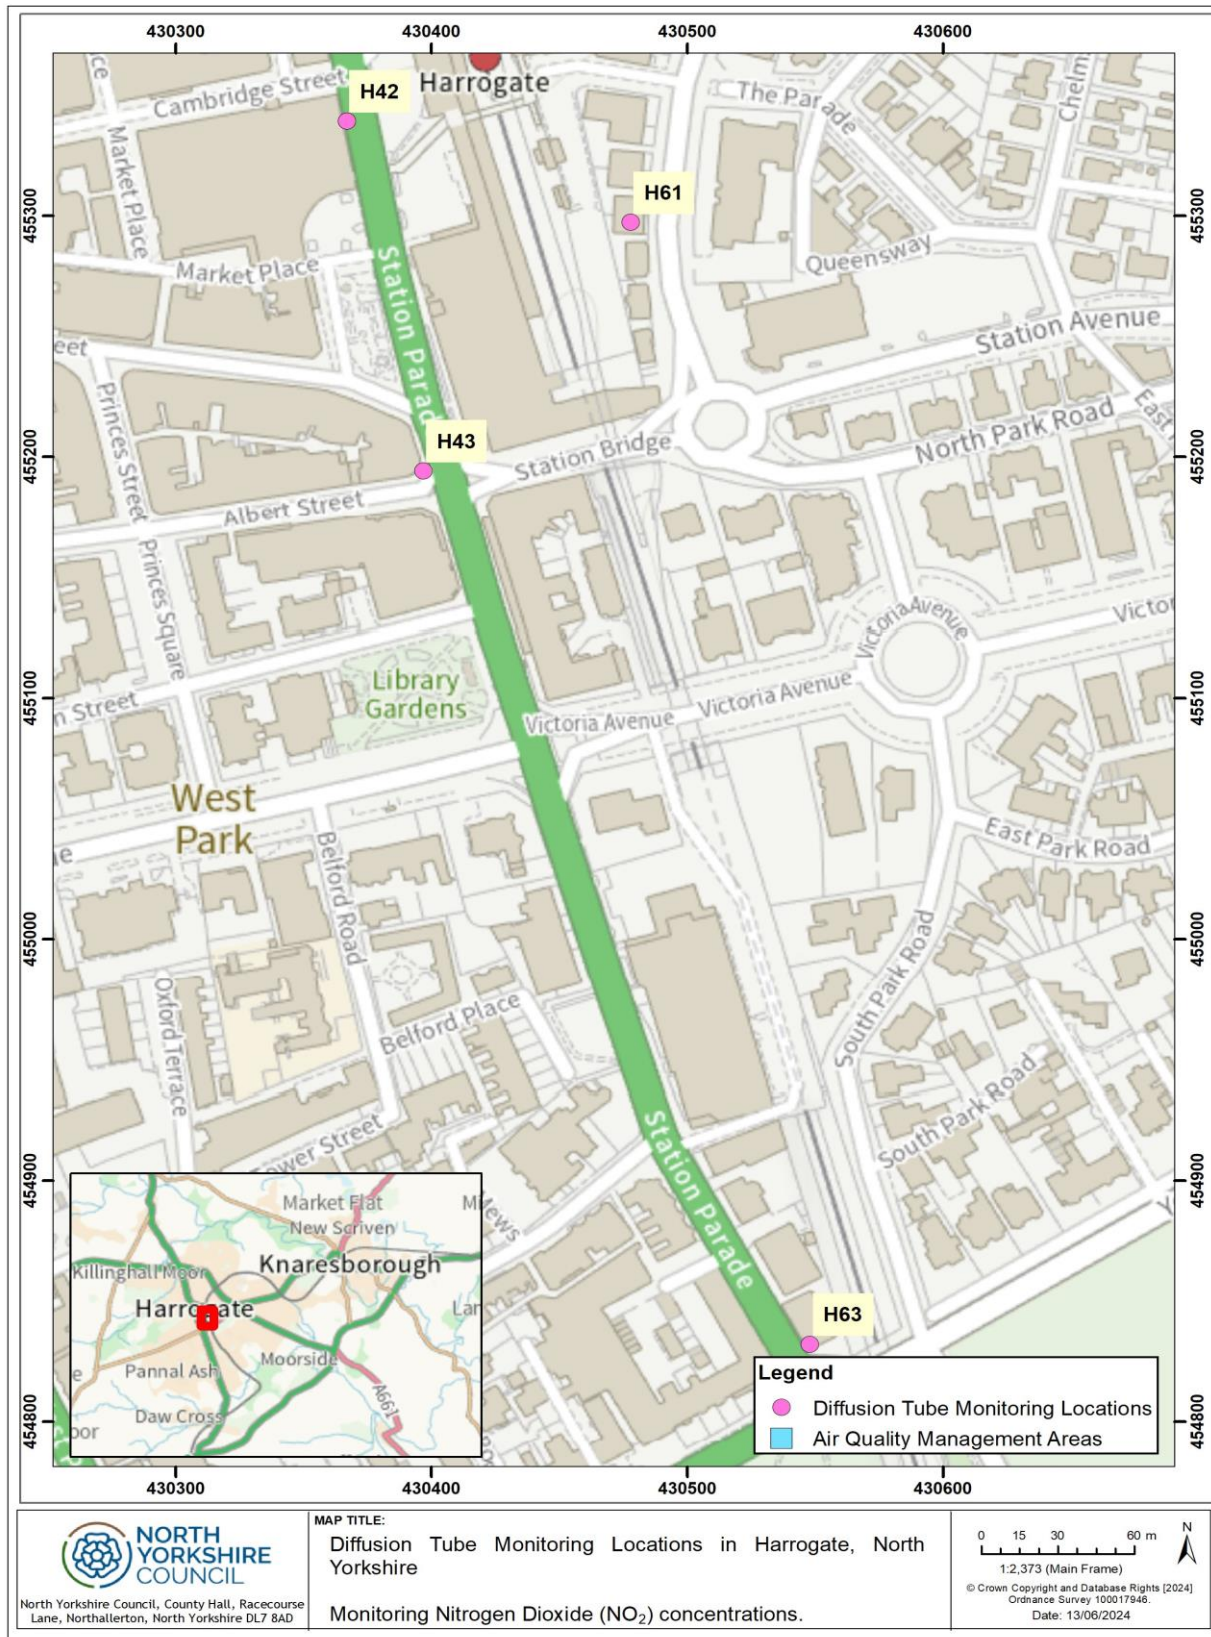 430300
430400
430500
430600
455300
455200
455100
455000
454900
454800
455300
455200
455100
455000
454900
454800
Harrogate
Cambridge Street
H42
The Parade
Market Place
H61
Queensway
Market Place
Station Parade
Station Avenue
Princes Street
H43
Station Bridge
North Park Road
Albert Street
Princes Square
Victoria Avenue
Library
Gardens
Victoria Avenue
Victoria Avenue
West
Park
Belford Road
East Park Road
South Park Road
Oxford Terrace
Belford Place
South Park Road
Station Parade
Mews
H63
Market Flat
New Scriven
Knaresborough
Killinghall Moor
Harrogate
Pannal Ash
Moorside
Daw Cross
A661
Legend
Diffusion Tube Monitoring Locations
Air Quality Management Areas
430300
430400
430500
430600
NORTH
YORKSHIRE
COUNCIL
North Yorkshire Council, County Hall, Racecourse
Lane, Northallerton, North Yorkshire DL7 8AD
MAP TITLE:
Diffusion Tube Monitoring Locations in Harrogate, North
Yorkshire
Monitoring Nitrogen Dioxide (NO₂) concentrations.
0 15 30 60 m
N
1:2,373 (Main Frame)
© Crown Copyright and Database Rights [2024]
Ordnance Survey 100017946.
Date: 13/06/2024